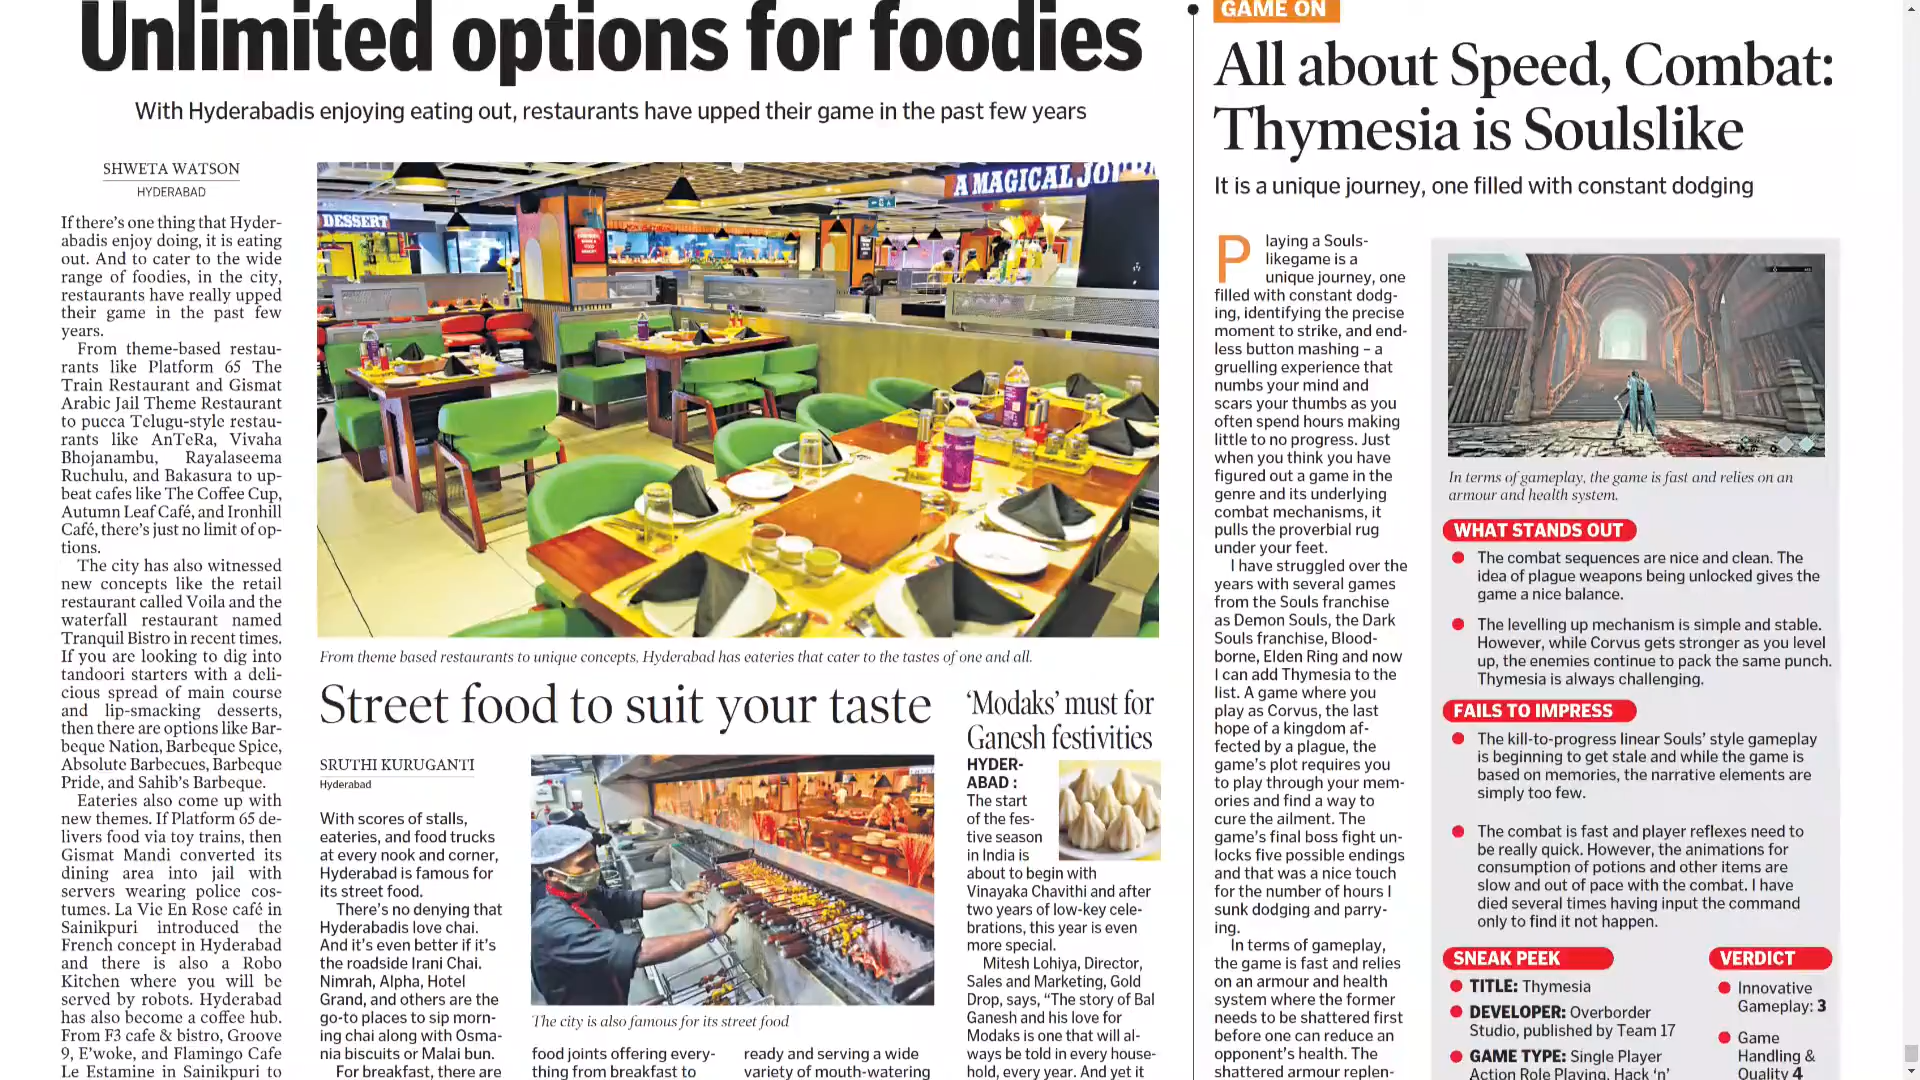 Unlimited options for foodies
With Hyderabadis enjoying eating out, restaurants have upped their game in the past few years
SHWETA WATSON
HYDERABAD
If there's one thing that Hyder-
abadis enjoy doing, it is eating
out. And to cater to the wide
range of foodies, in the city,
restaurants have really upped
their game in the past few
years.
From theme-based restau-
rants like Platform 65 The
Train Restaurant and Gismat
Arabic Jail Theme Restaurant
to pucca Telugu-style restau-
rants like AnTeRa, Vivaha
Bhojanambu, Rayalaseema
Ruchulu, and Bakasura to up-
beat cafes like The Coffee Cup,
Autumn Leaf Café, and Ironhill
Café, there's just no limit of op-
tions.
The city has also witnessed
new concepts like the retail
restaurant called Voila and the
waterfall restaurant named
Tranquil Bistro in recent times.
If you are looking to dig into
tandoori starters with a deli-
cious spread of main course
and lip-smacking desserts,
then there are options like Bar-
beque Nation, Barbeque Spice,
Absolute Barbecues, Barbeque
Pride, and Sahib's Barbeque.
Eateries also come up with
new themes. If Platform 65 de-
livers food via toy trains, then
Gismat Mandi converted its
dining area into jail with
servers wearing police cos-
tumes. La Vie En Rose café in
Sainikpuri introduced the
French concept in Hyderabad
and there is also a Robo
Kitchen where you will be
served by robots. Hyderabad
has also become a coffee hub.
From F3 cafe & bistro, Groove
9, E'woke, and Flamingo Cafe
Le Estamine in Sainikpuri to
DESSERT
A MAGICAL
From theme based restaurants to unique concepts, Hyderabad has eateries that cater to the tastes of one and all.
Street food to suit your taste
SRUTHI KURUGANTI
Hyderabad
With scores of stalls,
eateries, and food trucks
at every nook and corner,
Hyderabad is famous for
its street food.
There's no denying that
Hyderabadis love chai.
And it's even better if it's
the roadside Irani Chai.
Nimrah, Alpha, Hotel
Grand, and others are the
go-to places to sip morn-
ing chai along with Osma-
nia biscuits or Malai bun.
For breakfast, there are
The city is also famous for its street food
food joints offering every-
thing from breakfast to
ready and serving a wide
variety of mouth-watering
'Modaks' must for
Ganesh festivities
HYDER-
ABAD :
The start
of the fes-
tive season
in India is
about to begin with
Vinayaka Chavithi and after
two years of low-key cele-
brations, this year is even
more special.
Mitesh Lohiya, Director,
Sales and Marketing, Gold
Drop, says, "The story of Bal
Ganesh and his love for
Modaks is one that will al-
ways be told in every house-
hold, every year. And yet it
GAME ON
All about Speed, Combat:
Thymesia is Soulslike
It is a unique journey, one filled with constant dodging
Playing a Souls-
likegame is a
unique journey, one
filled with constant dodg-
ing, identifying the precise
moment to strike, and end-
less button mashing – a
gruelling experience that
numbs your mind and
scars your thumbs as you
often spend hours making
little to no progress. Just
when you think you have
figured out a game in the
genre and its underlying
combat mechanisms, it
pulls the proverbial rug
under your feet.
I have struggled over the
years with several games
from the Souls franchise
as Demon Souls, the Dark
Souls franchise, Blood-
borne, Elden Ring and now
I can add Thymesia to the
list. A game where you
play as Corvus, the last
hope of a kingdom af-
fected by a plague, the
game's plot requires you
to play through your mem-
ories and find a way to
cure the ailment. The
game's final boss fight un-
locks five possible endings
and that was a nice touch
for the number of hours I
sunk dodging and parry-
ing.
In terms of gameplay,
the game is fast and relies
on an armour and health
system where the former
needs to be shattered first
before one can reduce an
opponent's health. The
shattered armour replen-
In terms of gameplay, the game is fast and relies on an
armour and health system.
WHAT STANDS OUT
The combat sequences are nice and clean. The
idea of plague weapons being unlocked gives the
game a nice balance.
The levelling up mechanism is simple and stable.
However, while Corvus gets stronger as you level
up, the enemies continue to pack the same punch.
Thymesia is always challenging.
FAILS TO IMPRESS
The kill-to-progress linear Souls' style gameplay
is beginning to get stale and while the game is
based on memories, the narrative elements are
simply too few.
The combat is fast and player reflexes need to
be really quick. However, the animations for
consumption of potions and other items are
slow and out of pace with the combat. I have
died several times having input the command
only to find it not happen.
SNEAK PEEK
TITLE: Thymesia
DEVELOPER: Overborder
Studio, published by Team 17
GAME TYPE: Single Player
Action Role Playing, Hack 'n'
VERDICT
Innovative
Gameplay: 3
Game
Handling &
Quality 4